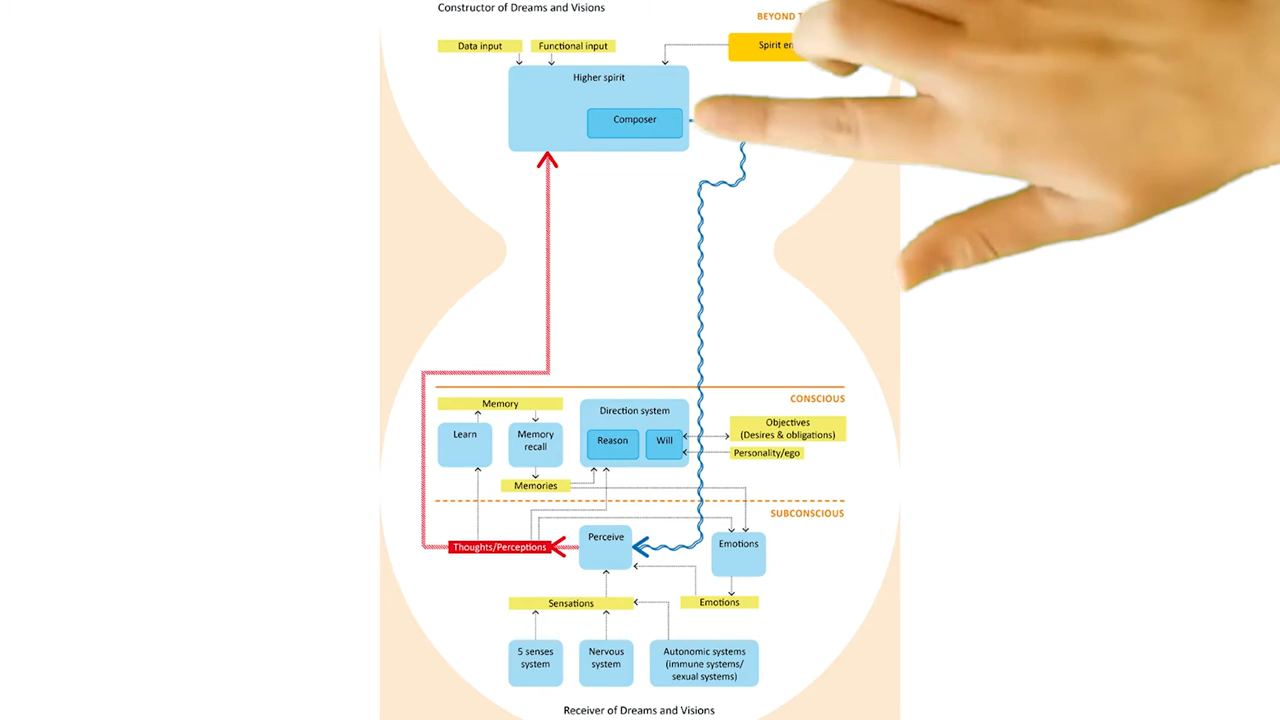 Constructor of Dreams and Visions
BEYOND
Data input
Functional input
Spirit
Higher spirit
Composer
CONSCIOUS
Memory
Direction system
Objectives
(Desires & obligations)
Learn
Memory
recall
Reason
Will
Personality/ego
Memories
SUBCONSCIOUS
Thoughts/Perceptions
Perceive
Emotions
Sensations
Emotions
5 senses
system
Nervous
system
Autonomic systems
(immune systems/
sexual systems)
Receiver of Dreams and Visions